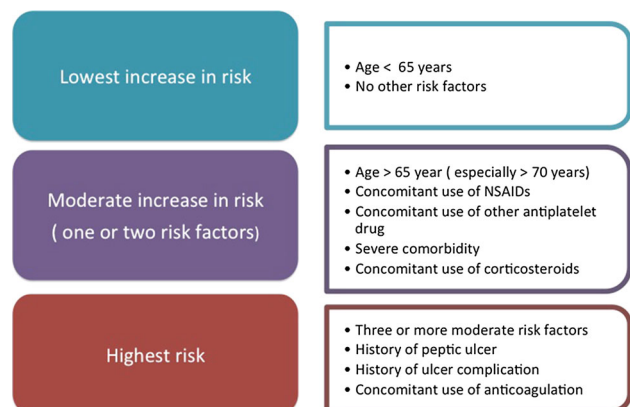 Lowest increase in risk
• Age < 65 years
• No other risk factors
Moderate increase in risk
( one or two risk factors)
• Age > 65 year ( especially > 70 years)
• Concomitant use of NSAIDs
• Concomitant use of other antiplatelet
drug
• Severe comorbidity
• Concomitant use of corticosteroids
Highest risk
• Three or more moderate risk factors
• History of peptic ulcer
• History of ulcer complication
• Concomitant use of anticoagulation